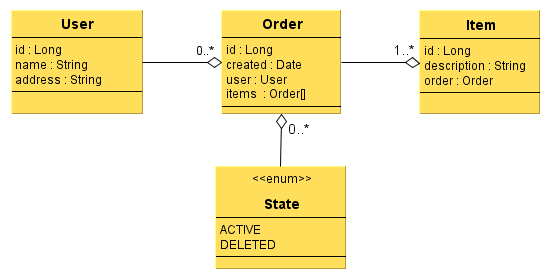 User
id : Long
name : String
address : String
0..*
Order
id : Long
created : Date
user : User
items : Order[]
1..*
Item
id : Long
description : String
order : Order
0..*
<<enum>>
State
ACTIVE
DELETED